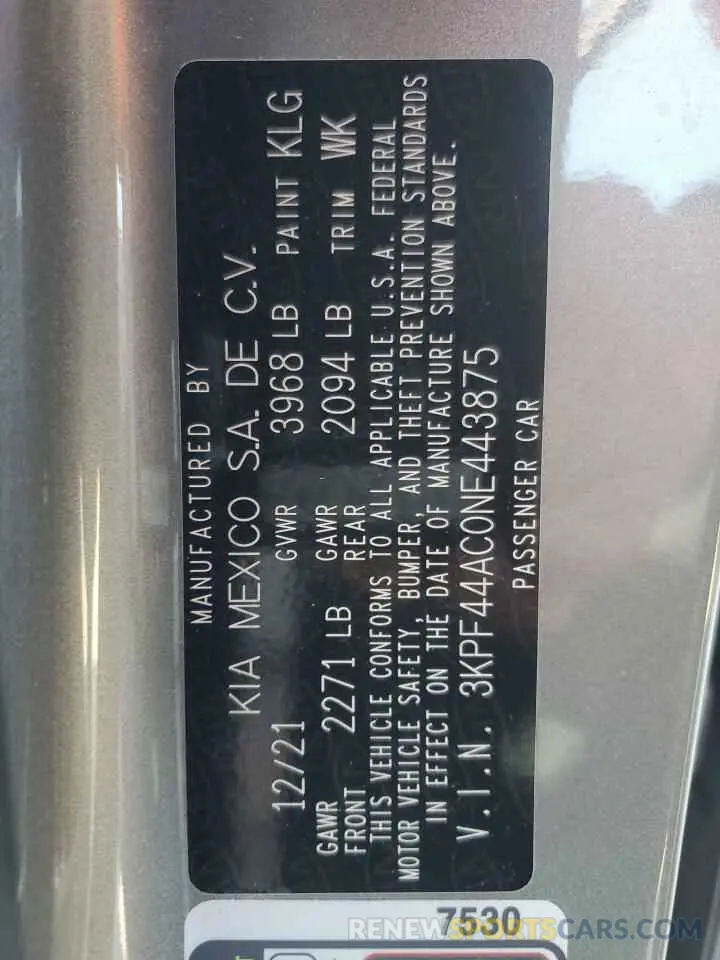 MANUFACTURED BY
KIA MEXICO S.A. DE C.V.
12/21 GVWR 3968 LB PAINT KLG
GAWR FRONT 2271 LB GAWR REAR 2094 LB TRIM WK
THIS VEHICLE CONFORMS TO ALL APPLICABLE U.S.A. FEDERAL
MOTOR VEHICLE SAFETY, BUMPER, AND THEFT PREVENTION STANDARDS
IN EFFECT ON THE DATE OF MANUFACTURE SHOWN ABOVE.
V.I.N. 3KPF44AC0NE443875
PASSENGER CAR
7530
RENEWSPORTSCARS.COM